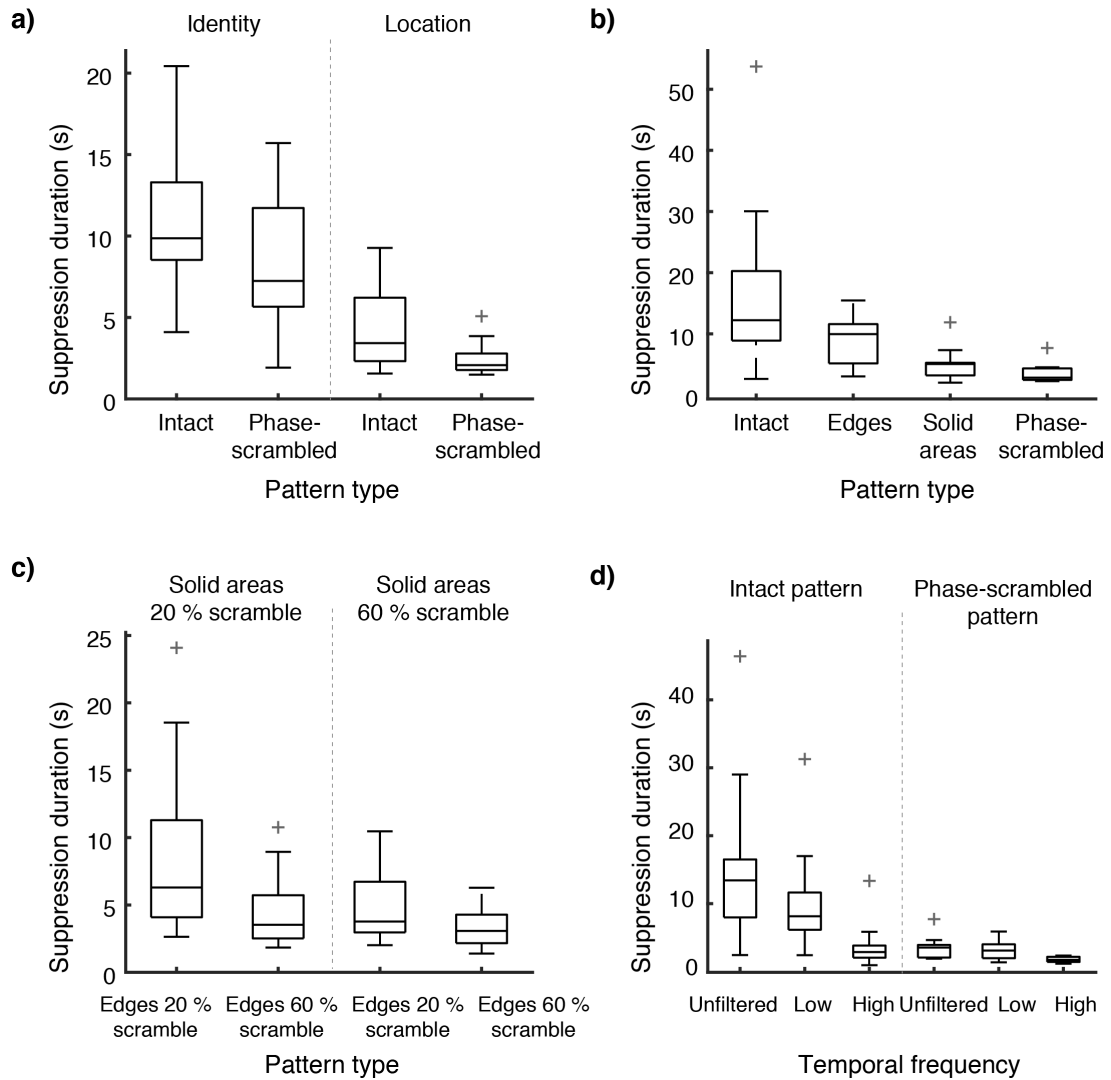 a)
Identity
Location
Suppression duration (s)
20
15
10
5
0
Intact
Phase-
scrambled
Intact
Phase-
scrambled
Pattern type
b)
Suppression duration (s)
50
40
30
20
10
0
Intact
Edges
Solid
areas
Phase-
scrambled
Pattern type
c)
Solid areas
20 % scramble
Solid areas
60 % scramble
Suppression duration (s)
25
20
15
10
5
0
Edges 20 %
scramble
Edges 60 %
scramble
Edges 20 %
scramble
Edges 60 %
scramble
Pattern type
d)
Intact pattern
Phase-scrambled
pattern
Suppression duration (s)
40
30
20
10
0
Unfiltered
Low
High
Unfiltered
Low
High
Temporal frequency